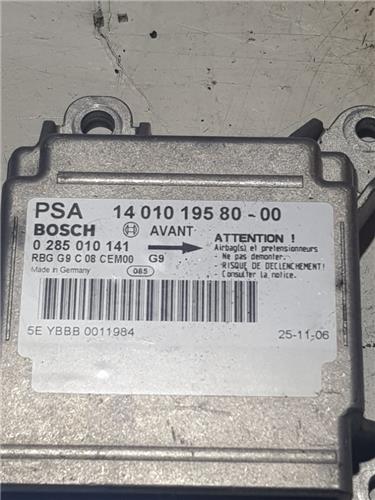 PSA 14 010 195 80 - 00
BOSCH AVANT
0 285 010 141
ATTENTION !
Airbag(s) et pretensionneurs
RBG G9 C 08 CEM00 G9
- Ne pas demonter.
Made in Germany 085
- RISQUE DE DECLENCHEMENT!
- Consulter la notice.
5E YBBB 0011984 25-11-06